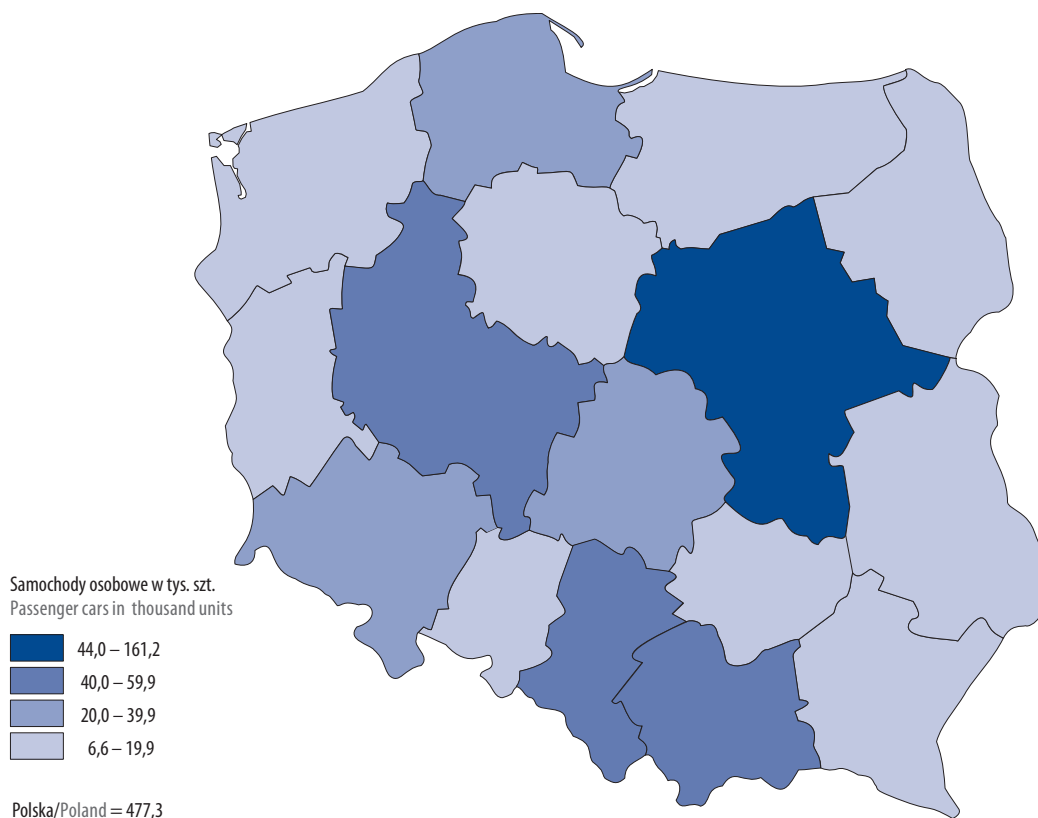 Samochody osobowe w tys. szt.
Passenger cars in thousand units
44,0 – 161,2
40,0 – 59,9
20,0 – 39,9
6,6 – 19,9
Polska/Poland = 477,3